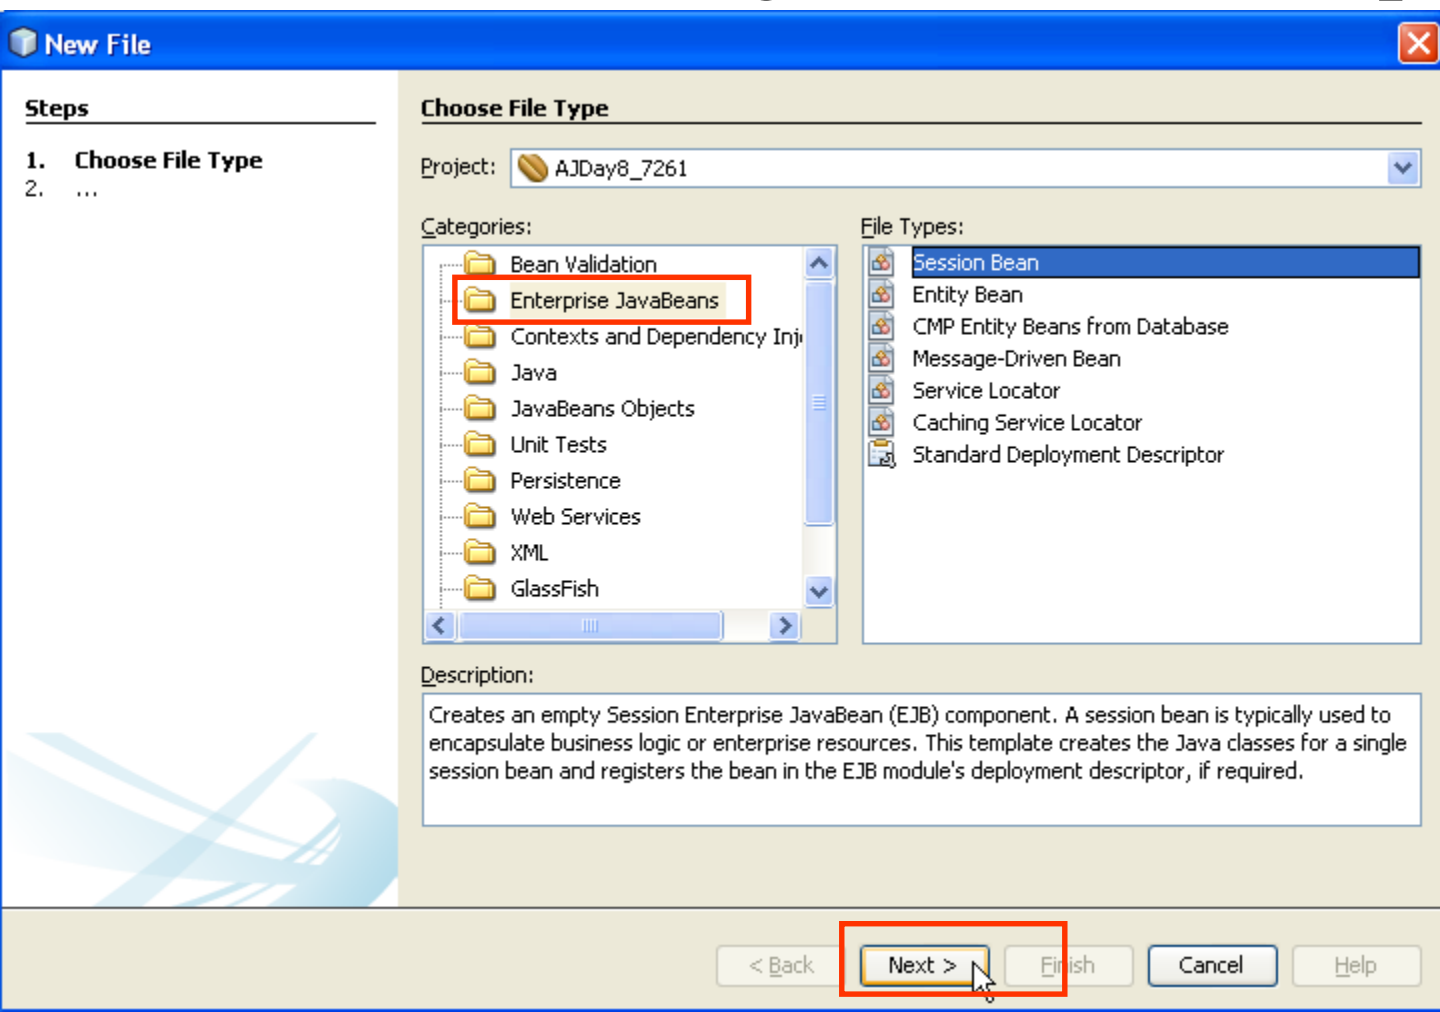 New File
Steps
1. Choose File Type
2. ...
Choose File Type
Project: AJDay8_7261
Categories:
Bean Validation
Enterprise JavaBeans
Contexts and Dependency Inj
Java
JavaBeans Objects
Unit Tests
Persistence
Web Services
XML
GlassFish
File Types:
Session Bean
Entity Bean
CMP Entity Beans from Database
Message-Driven Bean
Service Locator
Caching Service Locator
Standard Deployment Descriptor
Description:
Creates an empty Session Enterprise JavaBean (EJB) component. A session bean is typically used to
encapsulate business logic or enterprise resources. This template creates the Java classes for a single
session bean and registers the bean in the EJB module's deployment descriptor, if required.
< Back Next > Finish Cancel Help